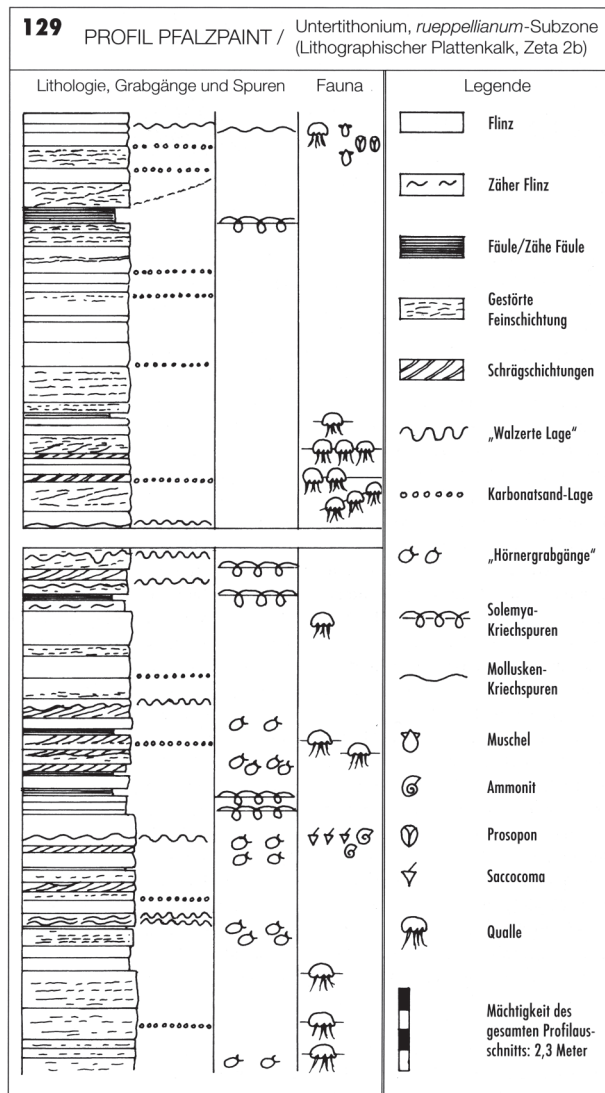 129 PROFIL PFALZPAINT / Untertithonium, rueppellianum-Subzone
(Lithographischer Plattenkalk, Zeta 2b)
Lithologie, Grabgänge und Spuren Fauna Legende
Flinz
Zäher Flinz
Fäule/Zähe Fäule
Gestörte
Feinschichtung
Schrägschichtungen
„Walzerte Lage“
Karbonatsand-Lage
„Hörnergrabgänge“
Solemya-
Kriechspuren
Mollusken-
Kriechspuren
Muschel
Ammonit
Prosopon
Saccocoma
Qualle
Mächtigkeit des
gesamten Profilaus-
schnitts: 2,3 Meter